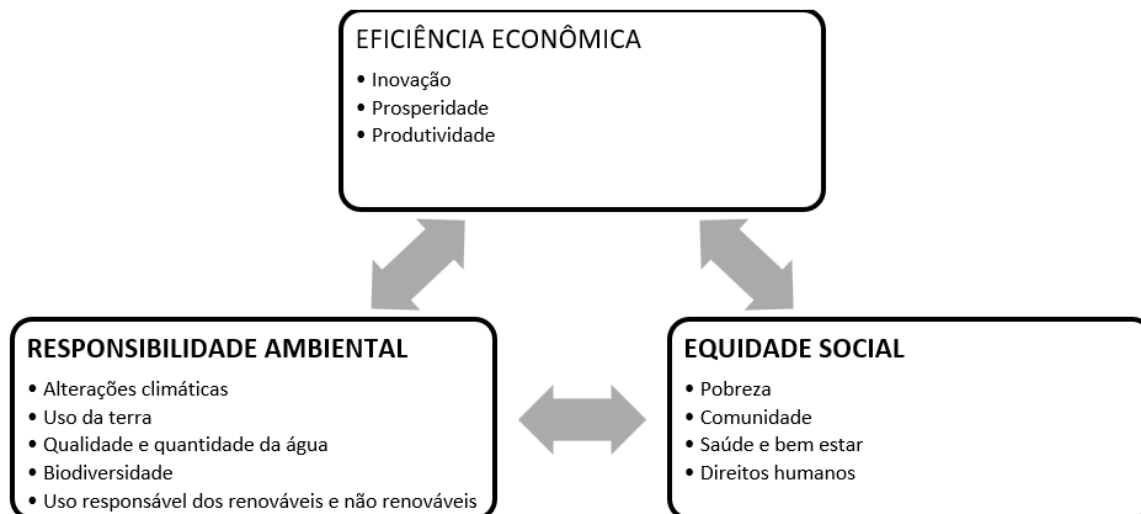 EFICIÊNCIA ECONÔMICA
• Inovação
• Prosperidade
• Produtividade
RESPONSIBILIDADE AMBIENTAL
• Alterações climáticas
• Uso da terra
• Qualidade e quantidade da água
• Biodiversidade
• Uso responsável dos renováveis e não renováveis
EQUIDADE SOCIAL
• Pobreza
• Comunidade
• Saúde e bem estar
• Direitos humanos